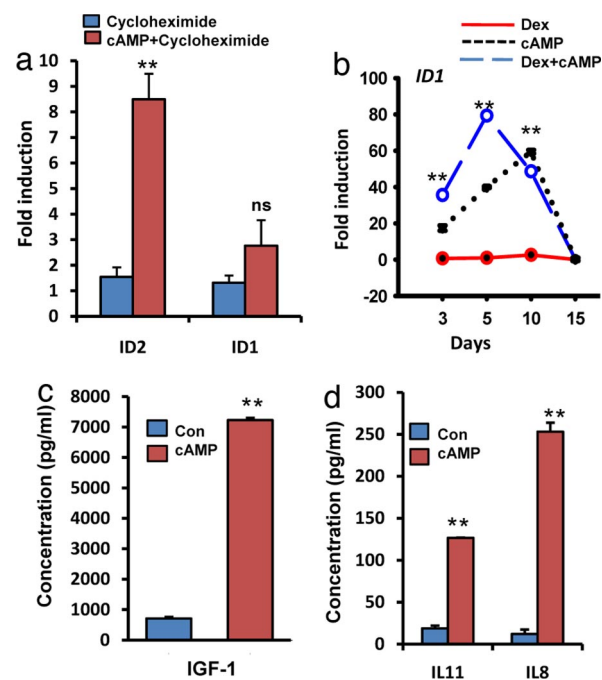 Cycloheximide
cAMP+Cycloheximide
a
Fold induction
10
9
8
7
6
5
4
3
2
1
0
**
ns
ID2 ID1
Dex
cAMP
Dex+cAMP
b
ID1
Fold induction
100
80
60
40
20
0
-20
**
**
**
3 5 10 15
Days
c
Concentration (pg/ml)
8000
7000
6000
5000
4000
3000
2000
1000
0
Con
cAMP
**
IGF-1
d
Concentration (pg/ml)
300
250
200
150
100
50
0
Con
cAMP
**
**
IL11 IL8